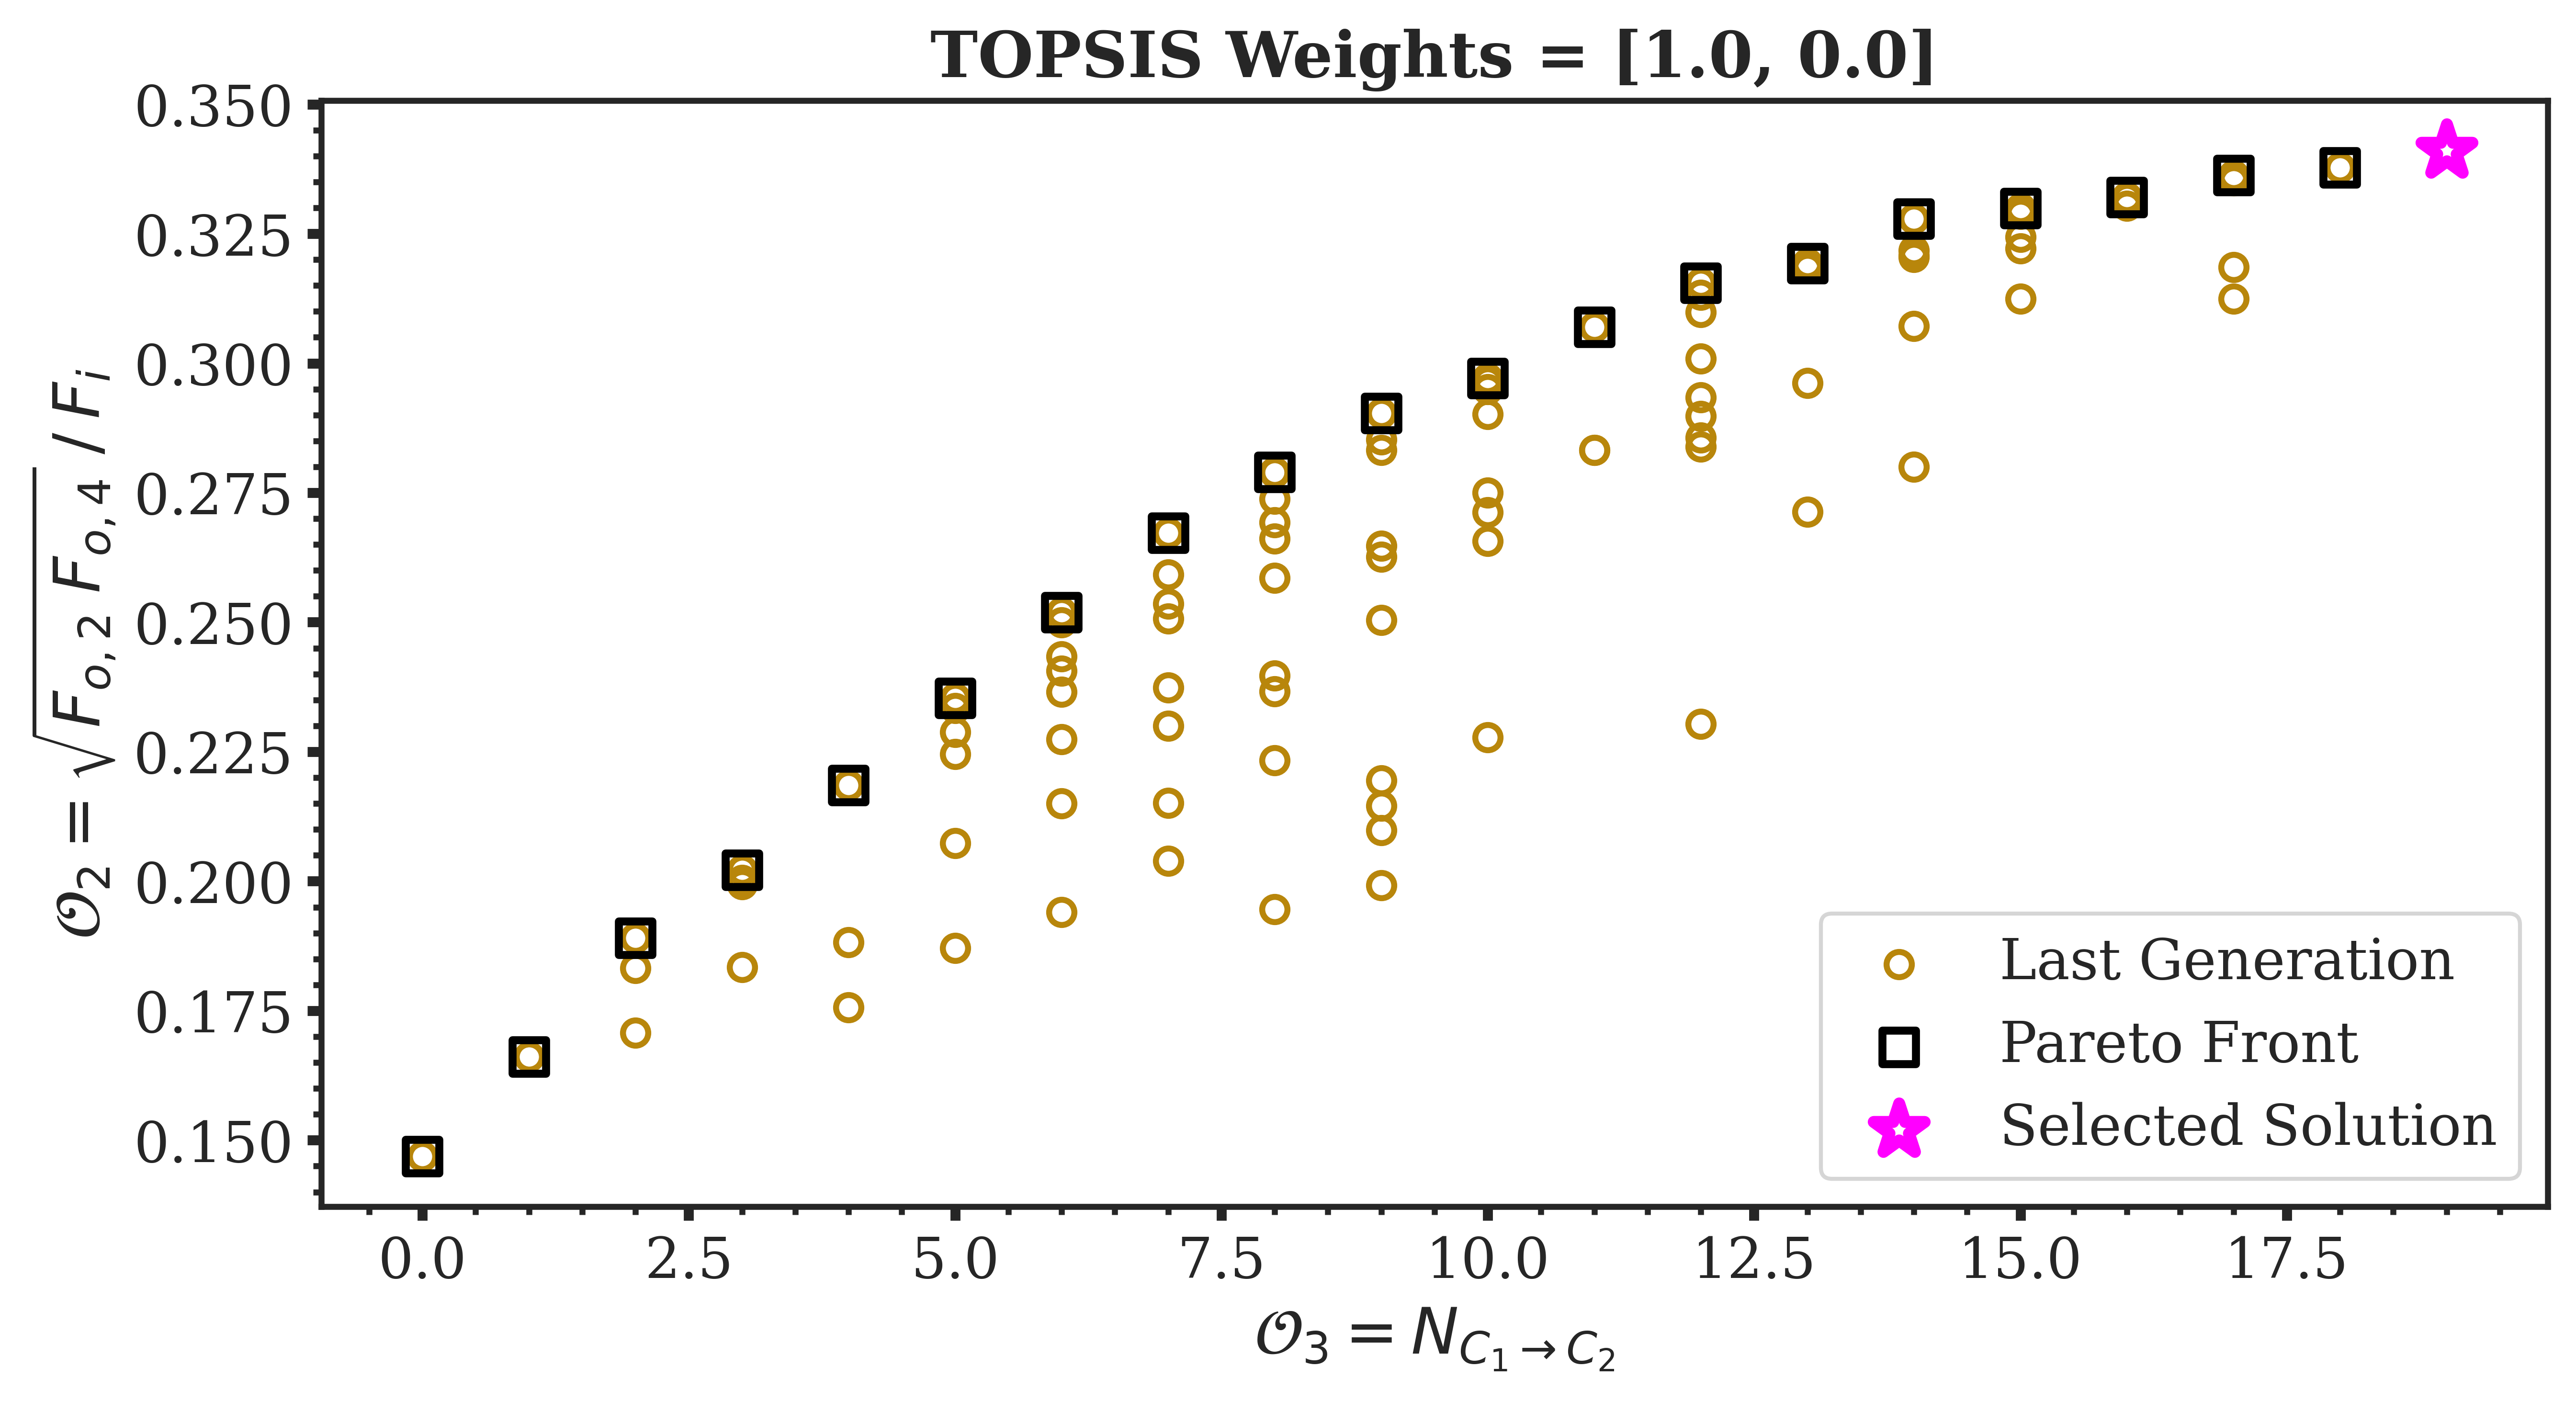 TOPSIS Weights = [1.0, 0.0]
0.350
0.325
0.300
0.275
0.250
0.225
0.200
0.175
0.150
𝒪₂ = √(F_{o,2} F_{o,4}) / F_i
Last Generation
Pareto Front
Selected Solution
0.0 2.5 5.0 7.5 10.0 12.5 15.0 17.5
𝒪₃ = N_{C₁→C₂}